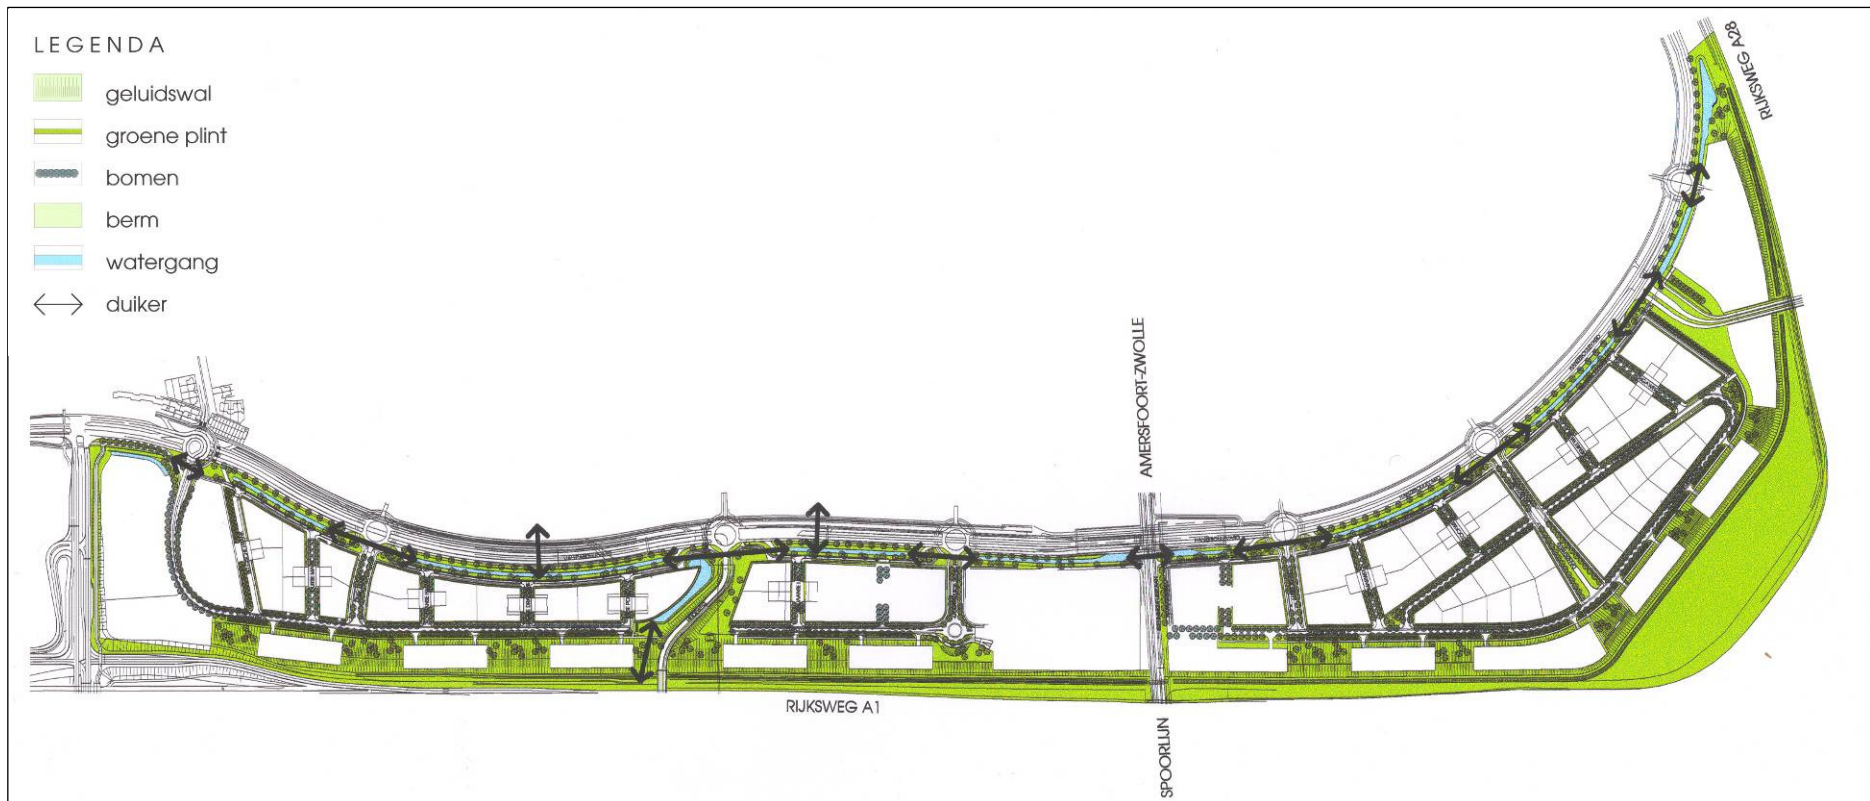 LEGENDA
geluidswal
groene plint
bomen
berm
watergang
duiker
RIJKSWEG A28
AMERSFOORT-ZWOLLE
RIJKSWEG A1
SPOORLIJN